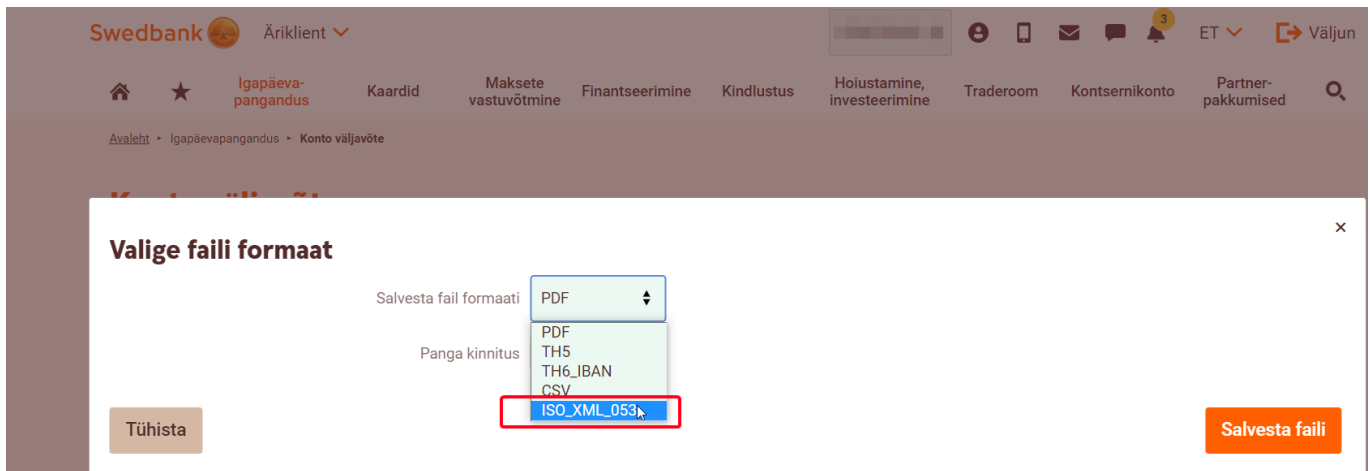 Swedbank Äriklient 3 ET Väljun
Igapäeva-
pangandus
Kaardid
Maksete
vastuvõtmine
Finantseerimine
Kindlustus
Hoiustamine,
investeerimine
Traderoom
Kontsernikonto
Partner-
pakkumised
Avaleht ▸ Igapäevapangandus ▸ Konto väljavõte
Valige faili formaat ×
Salvesta fail formaati PDF
PDF
Panga kinnitus TH5
TH6_IBAN
CSV
ISO_XML_053
Tühista Salvesta faili